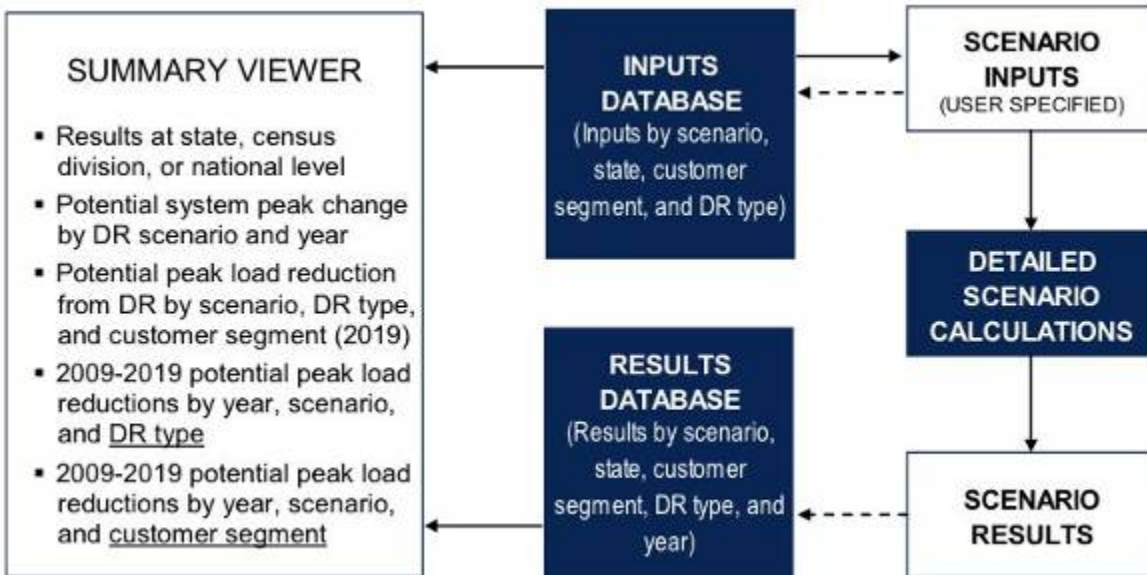 SUMMARY VIEWER
▪ Results at state, census
division, or national level
▪ Potential system peak change
by DR scenario and year
▪ Potential peak load reduction
from DR by scenario, DR type,
and customer segment (2019)
▪ 2009-2019 potential peak load
reductions by year, scenario,
and DR type
▪ 2009-2019 potential peak load
reductions by year, scenario,
and customer segment
INPUTS
DATABASE
(Inputs by scenario,
state, customer
segment, and DR type)
SCENARIO
INPUTS
(USER SPECIFIED)
DETAILED
SCENARIO
CALCULATIONS
RESULTS
DATABASE
(Results by scenario,
state, customer
segment, DR type, and
year)
SCENARIO
RESULTS